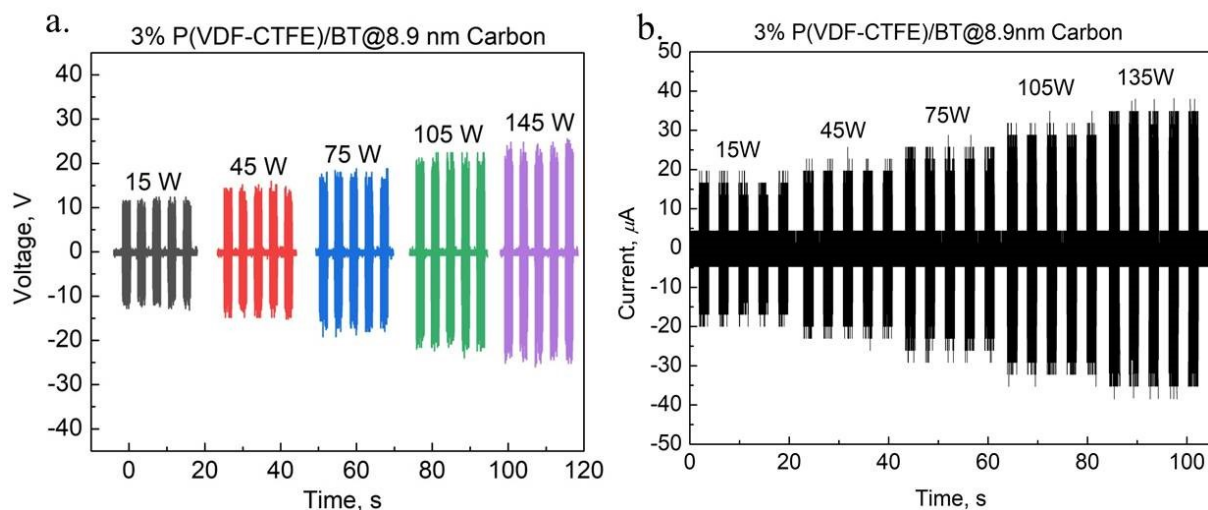 a.
3% P(VDF-CTFE)/BT@8.9 nm Carbon
40
30
20
10
0
-10
-20
-30
-40
Voltage, V
15 W
45 W
75 W
105 W
145 W
0 20 40 60 80 100 120
Time, s
b.
3% P(VDF-CTFE)/BT@8.9nm Carbon
50
40
30
20
10
0
-10
-20
-30
-40
-50
Current, μA
15W
45W
75W
105W
135W
0 20 40 60 80 100
Time, s